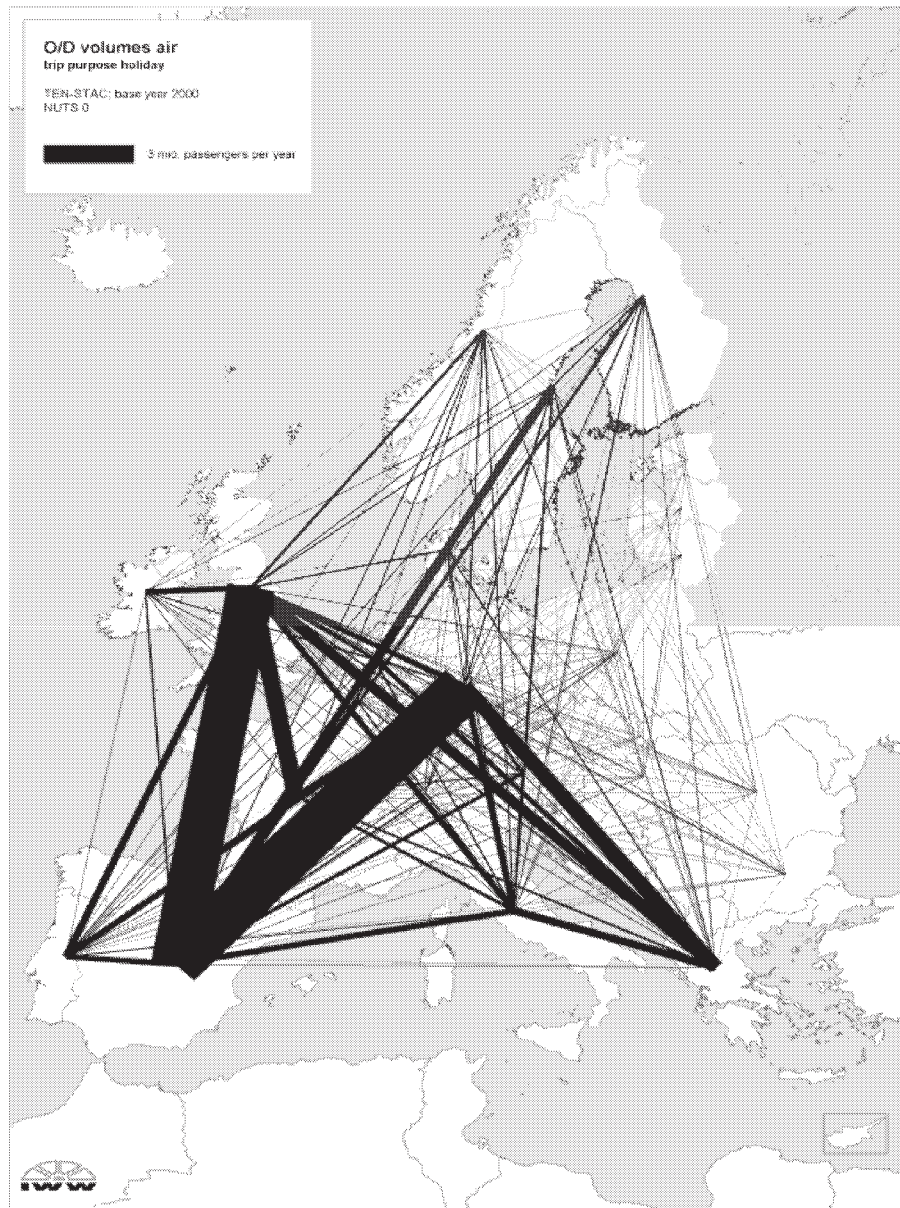 O/D volumes air
trip purpose holiday
TEN-STAC: base year 2000
NUTS 0
3 mio. passengers per year
IWW